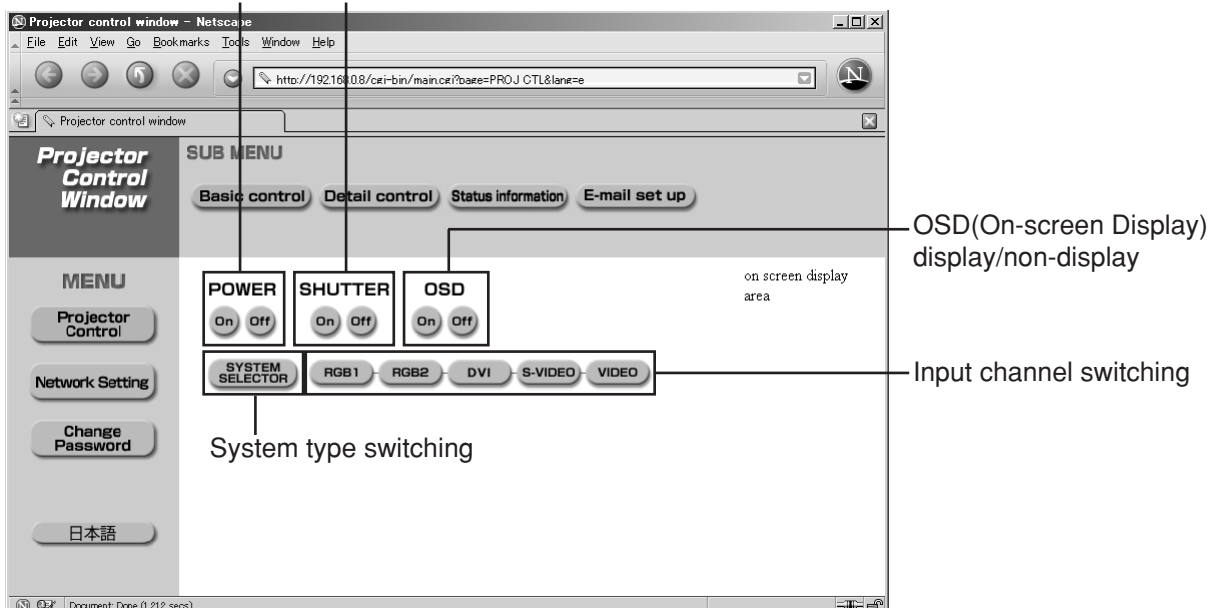 Projector control window - Netscape
File Edit View Go Bookmarks Tools Window Help
http://192.168.0.8/cgi-bin/main.cgi?page=PROJ CTL&lang=e
N
Projector control window
Projector
Control
Window
SUB MENU
Basic control
Detail control
Status information
E-mail set up
OSD(On-screen Display)
display/non-display
MENU
Projector
Control
Network Setting
Change
Password
日本語
POWER
On Off
SHUTTER
On Off
OSD
On Off
on screen display
area
SYSTEM
SELECTOR
RGB1
RGB2
DVI
S-VIDEO
VIDEO
Input channel switching
System type switching
Document: Done (1.212 secs)